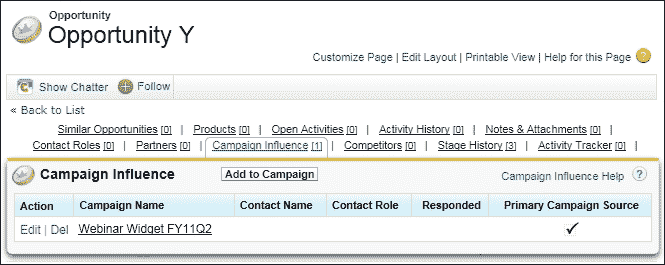 Opportunity
Opportunity Y
Customize Page | Edit Layout | Printable View | Help for this Page ?
Show Chatter Follow
« Back to List
Similar Opportunities [0] | Products [0] | Open Activities [0] | Activity History [0] | Notes & Attachments [0] |
Contact Roles [0] | Partners [0] | Campaign Influence [1] | Competitors [0] | Stage History [3] | Activity Tracker [0] |
Campaign Influence Add to Campaign Campaign Influence Help ?
Action Campaign Name Contact Name Contact Role Responded Primary Campaign Source
Edit | Del Webinar Widget FY11Q2 ✓